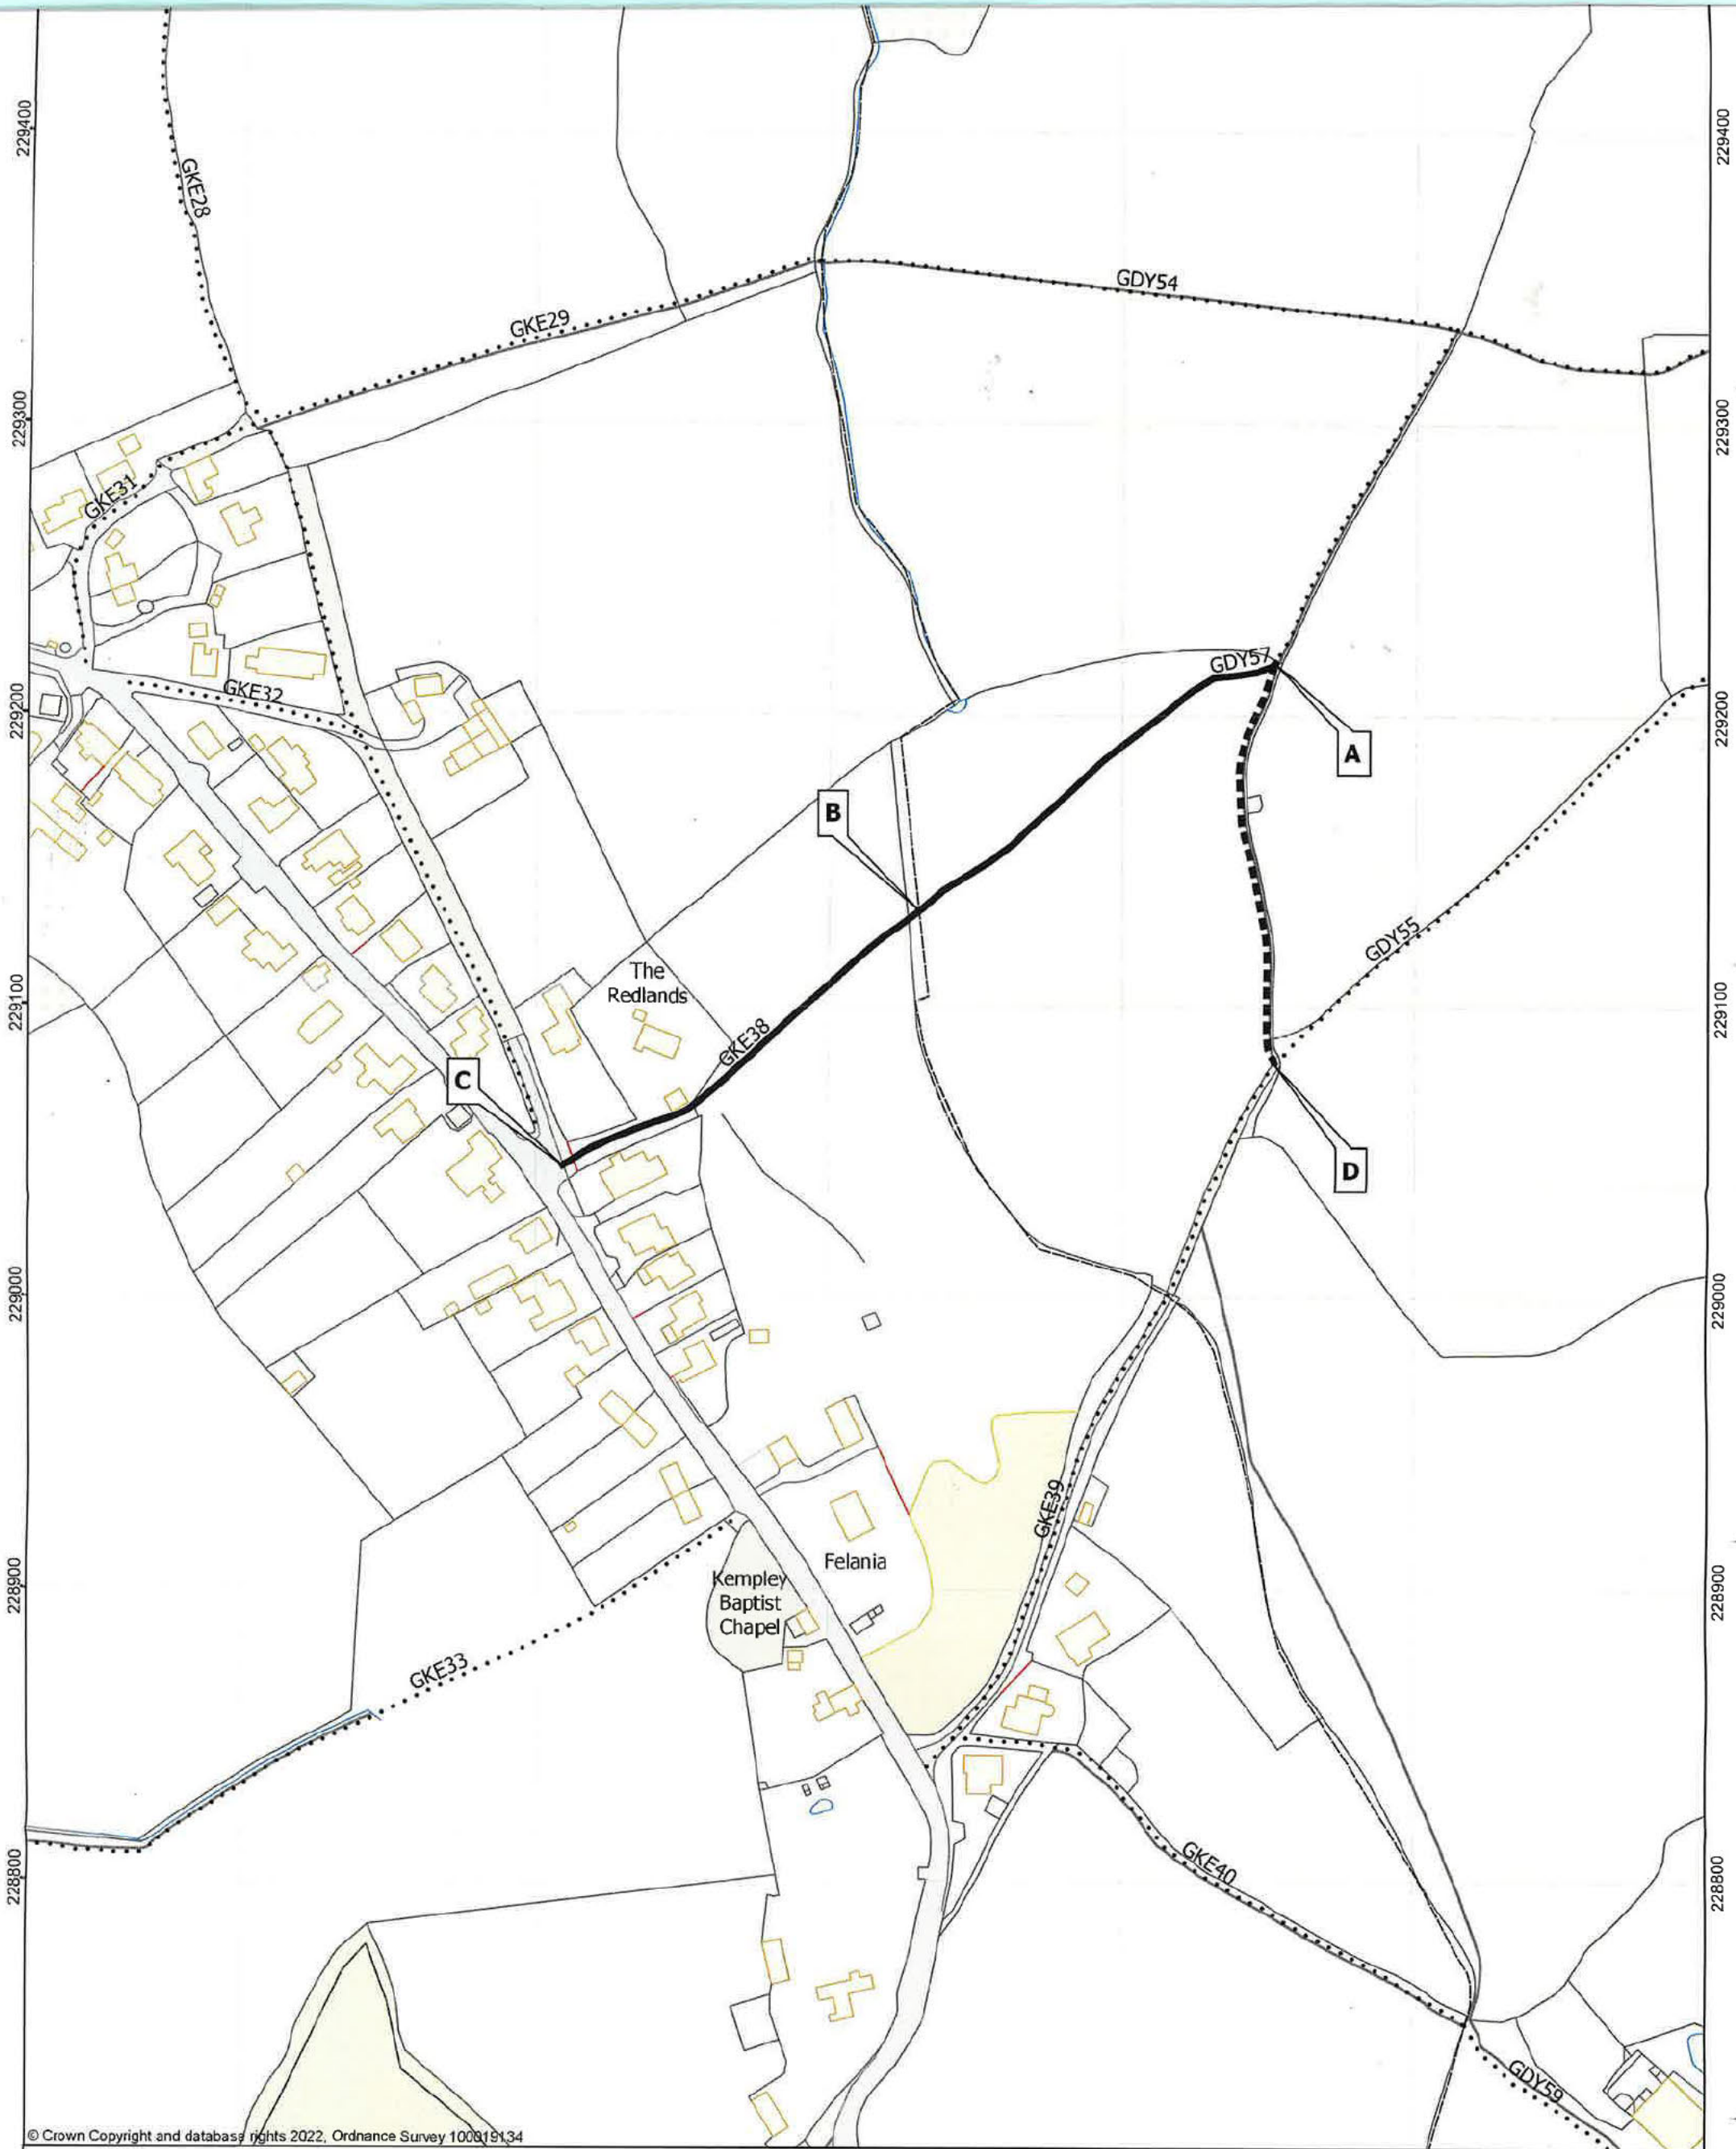 229400
229400
GKE28
GDY54
GKE29
229300
229300
GKE31
GDY57
GKE32
229200
229200
A
B
GDY55
The
Redlands
229100
229100
GKE38
C
D
229000
229000
GKE39
Felania
Kempley
Baptist
Chapel
228900
228900
GKE33
GKE40
228800
228800
GDY59
© Crown Copyright and database rights 2022, Ordnance Survey 100019134